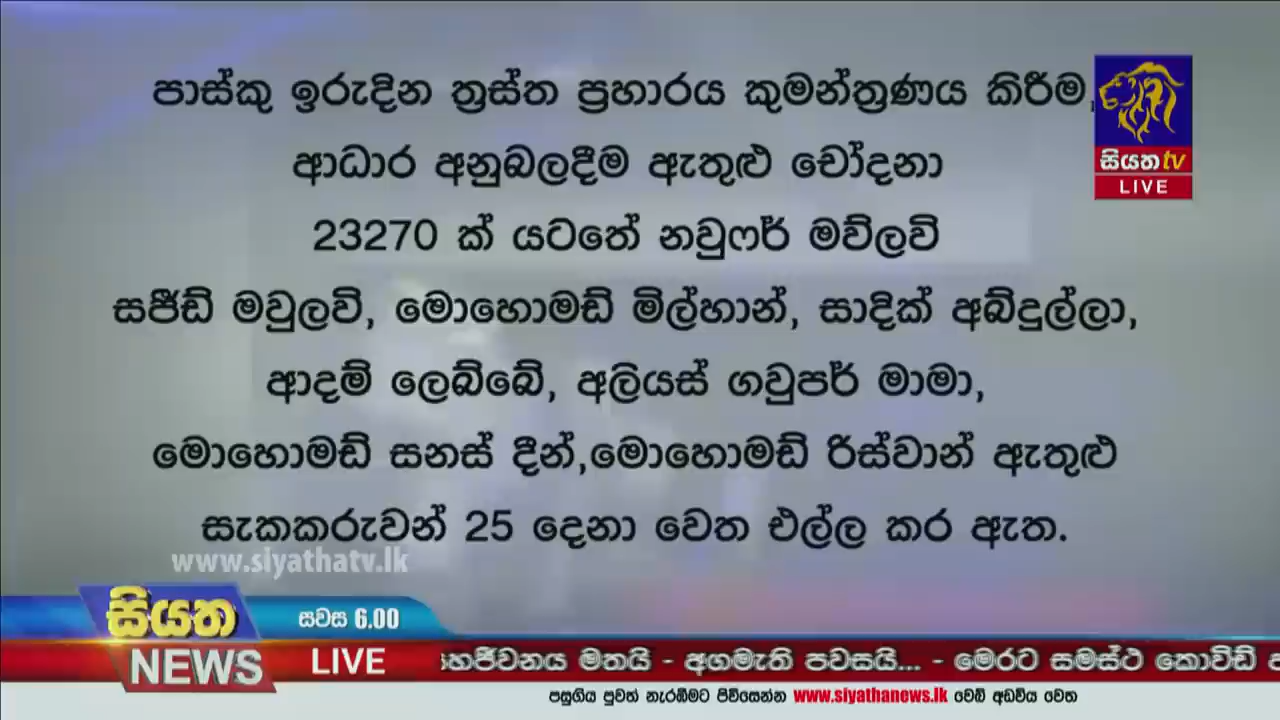 පාස්කු ඉරුදින ත්‍රස්ත ප්‍රහාරය කුමන්ත්‍රණය කිරීම,
ආධාර අනුබලදීම ඇතුළු චෝදනා
23270 ක් යටතේ නවුෆර් මව්ලවි
සජීඩ් මවුලවි, මොහොමඩ් මිල්හාන්, සාදික් අබ්දුල්ලා,
ආදම් ලෙබ්බේ, අලියස් ගවුපර් මාමා,
මොහොමඩ් සනස් දීන්,මොහොමඩ් රිස්වාන් ඇතුළු
සැකකරුවන් 25 දෙනා වෙත එල්ල කර ඇත.
සියත tv
LIVE
www.siyathatv.lk
සියත
NEWS
සවස 6.00
LIVE
මතයි - අගමැති පවසයි... - මෙරට සමස්ථ කොවිඩ්
පසුගිය පුවත් නැරඹීමට පිවිසෙන්න www.siyathanews.lk වෙබ් අඩවිය වෙත